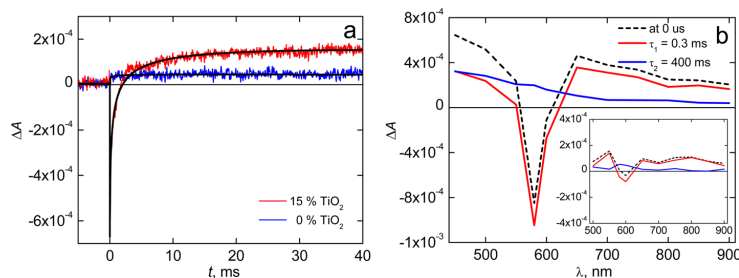 a
2x10⁻⁴
0
-2x10⁻⁴
-4x10⁻⁴
-6x10⁻⁴
ΔA
15 % TiO₂
0 % TiO₂
0 10 20 30 40
t, ms
b
at 0 us
τ₁ = 0.3 ms
τ₂ = 400 ms
8x10⁻⁴
4x10⁻⁴
0
-4x10⁻⁴
-8x10⁻⁴
-1x10⁻³
ΔA
500 600 700 800 900
λ, nm
4x10⁻⁴
2x10⁻⁴
0
-2x10⁻⁴
-4x10⁻⁴
500 600 700 800 900